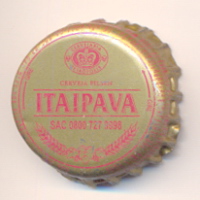 CERVEJA PILSEN
ITAIPAVA
SAC 0800 727 3398